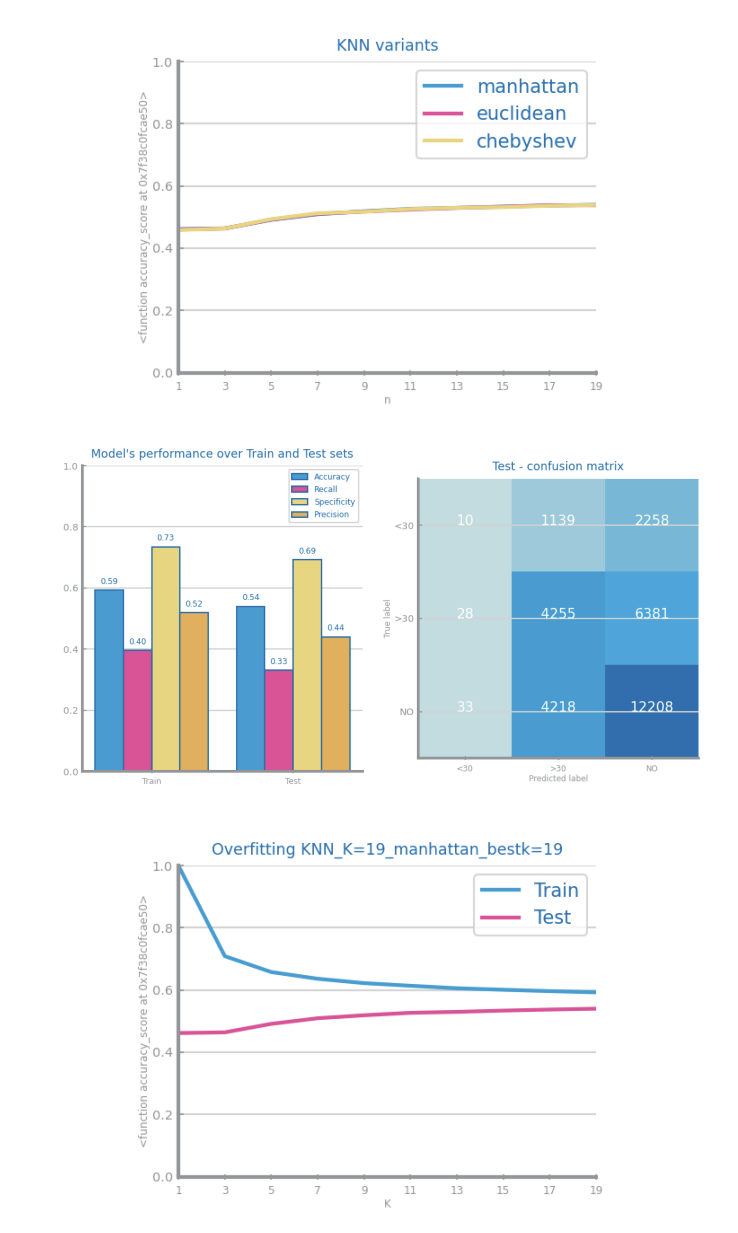 KNN variants
<function accuracy_score at 0x7f38c0fcae50>
1.0
0.8
0.6
0.4
0.2
0.0
manhattan
euclidean
chebyshev
1 3 5 7 9 11 13 15 17 19
n
Model's performance over Train and Test sets
1.0
0.8
0.6
0.4
0.2
0.0
Accuracy
Recall
Specificity
Precision
0.59 0.40 0.73 0.52 0.54 0.33 0.69 0.44
Train Test
Test - confusion matrix
True label
<30 10 1139 2258
>30 28 4255 6381
NO 33 4218 12208
<30 >30 NO
Predicted label
Overfitting KNN_K=19_manhattan_bestk=19
<function accuracy_score at 0x7f38c0fcae50>
1.0
0.8
0.6
0.4
0.2
0.0
Train
Test
1 3 5 7 9 11 13 15 17 19
K